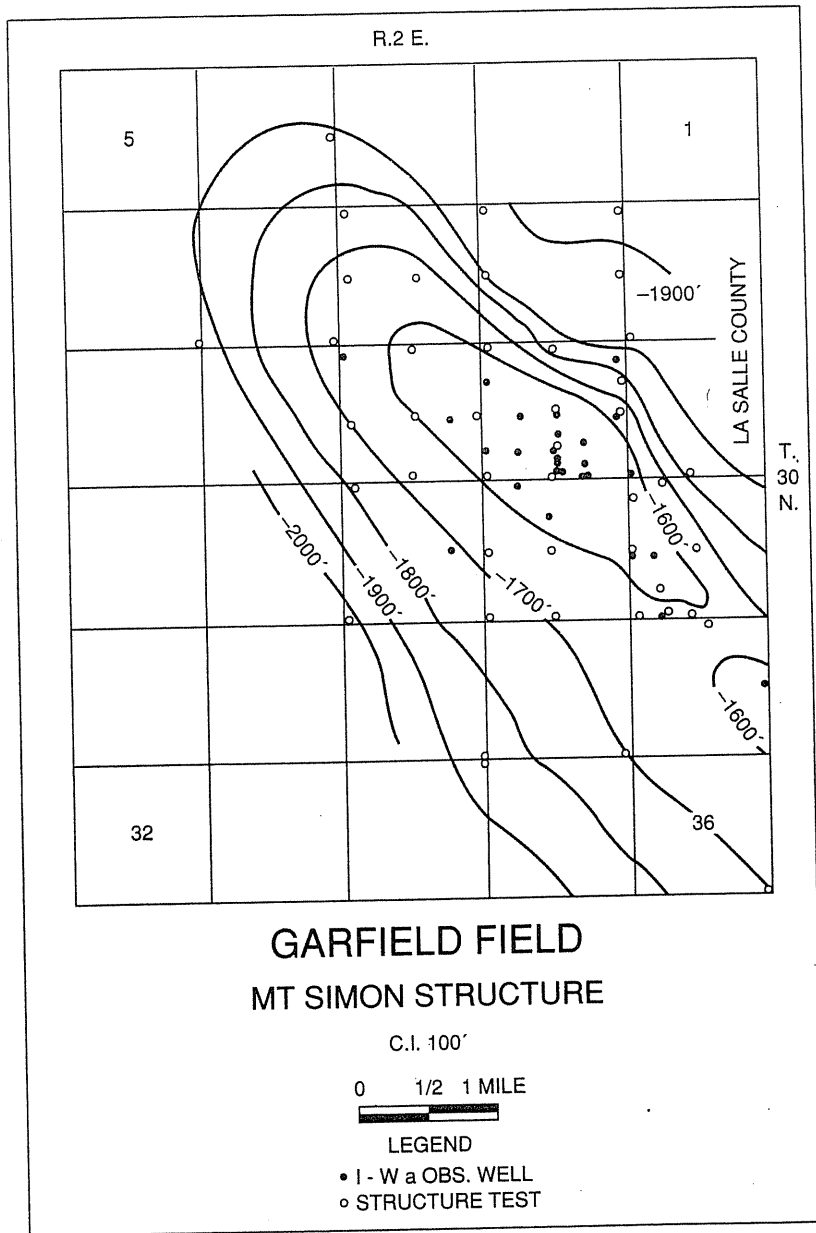 R.2 E.
5
1
–1900´
LA SALLE COUNTY
T.
30
N.
–1600´
–2000´
–1800´
–1900´
–1700´
–1600´
32
36
GARFIELD FIELD
MT SIMON STRUCTURE
C.I. 100´
0 1/2 1 MILE
LEGEND
• I - W a OBS. WELL
○ STRUCTURE TEST